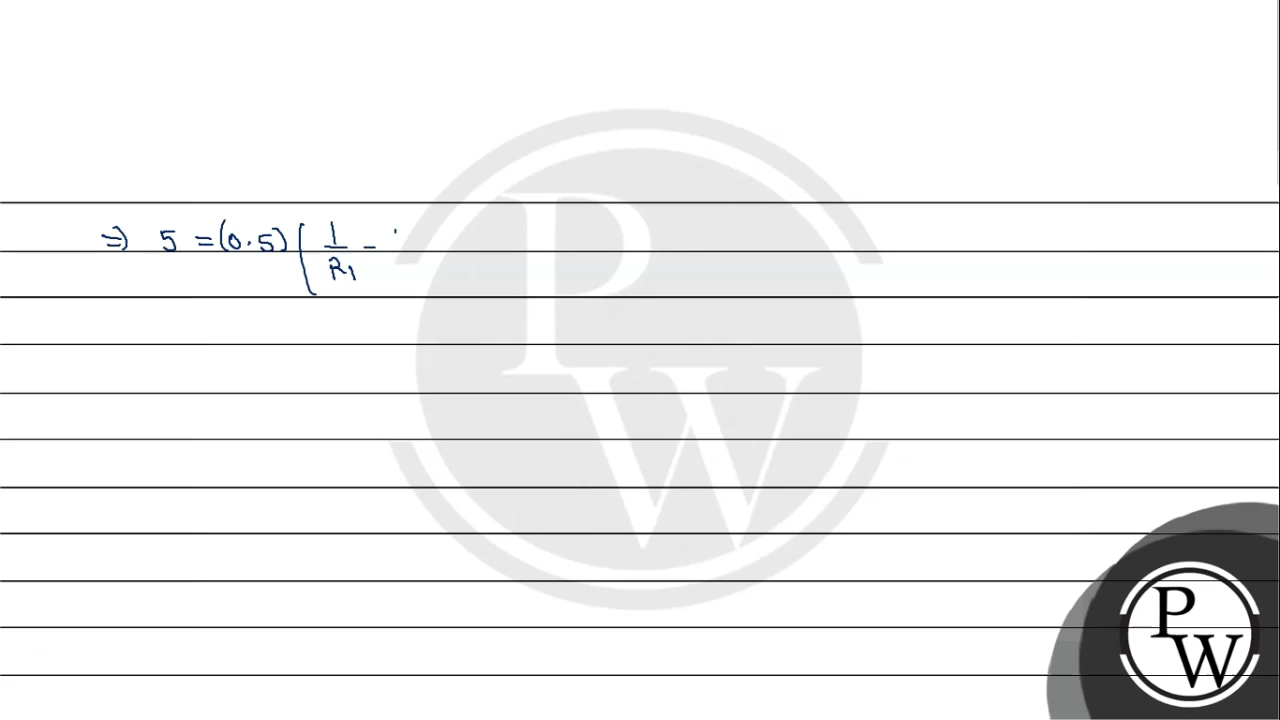 ⇒ 5 = (0.5) ( 1/R1 -
P
W
P
W